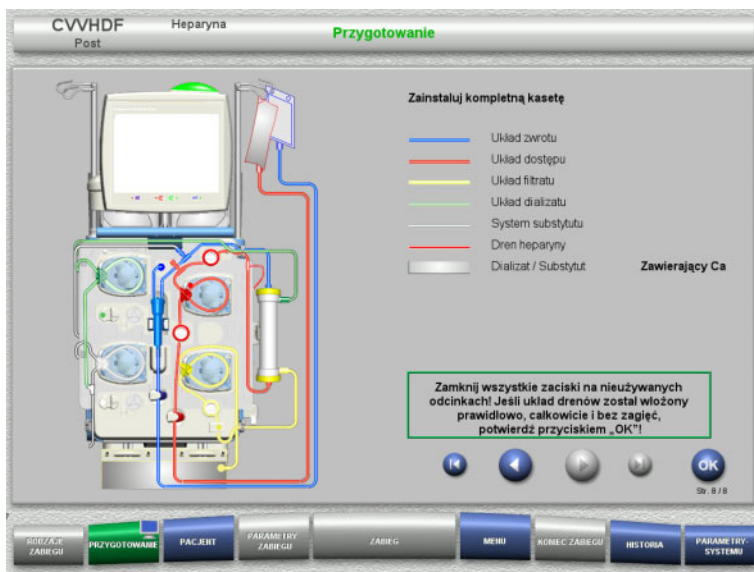 CVVHDF
Heparyna
Post
Przygotowanie
Zainstaluj kompletną kasetę
Układ zwrotu
Układ dostępu
Układ filtratu
Układ dializatu
System substytutu
Dren heparyny
Dializat / Substytut Zawierający Ca
Zamknij wszystkie zaciski na nieużywanych
odcinkach! Jeśli układ drenów został włożony
prawidłowo, całkowicie i bez zagięć,
potwierdź przyciskiem „OK”!
OK
Str. 8 / 8
RODZAJE
ZABIEGU
PRZYGOTOWANIE
PACJENT
PARAMETRY
ZABIEGU
ZABIEG
MENU
KONIEC ZABIEGU
HISTORIA
PARAMETRY-
SYSTEMU